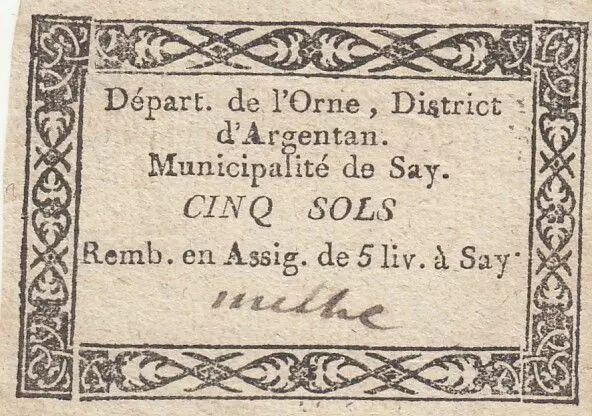 Départ. de l'Orne, District
d'Argentan.
Municipalité de Say.
CINQ SOLS
Remb. en Assig. de 5 liv. à Say